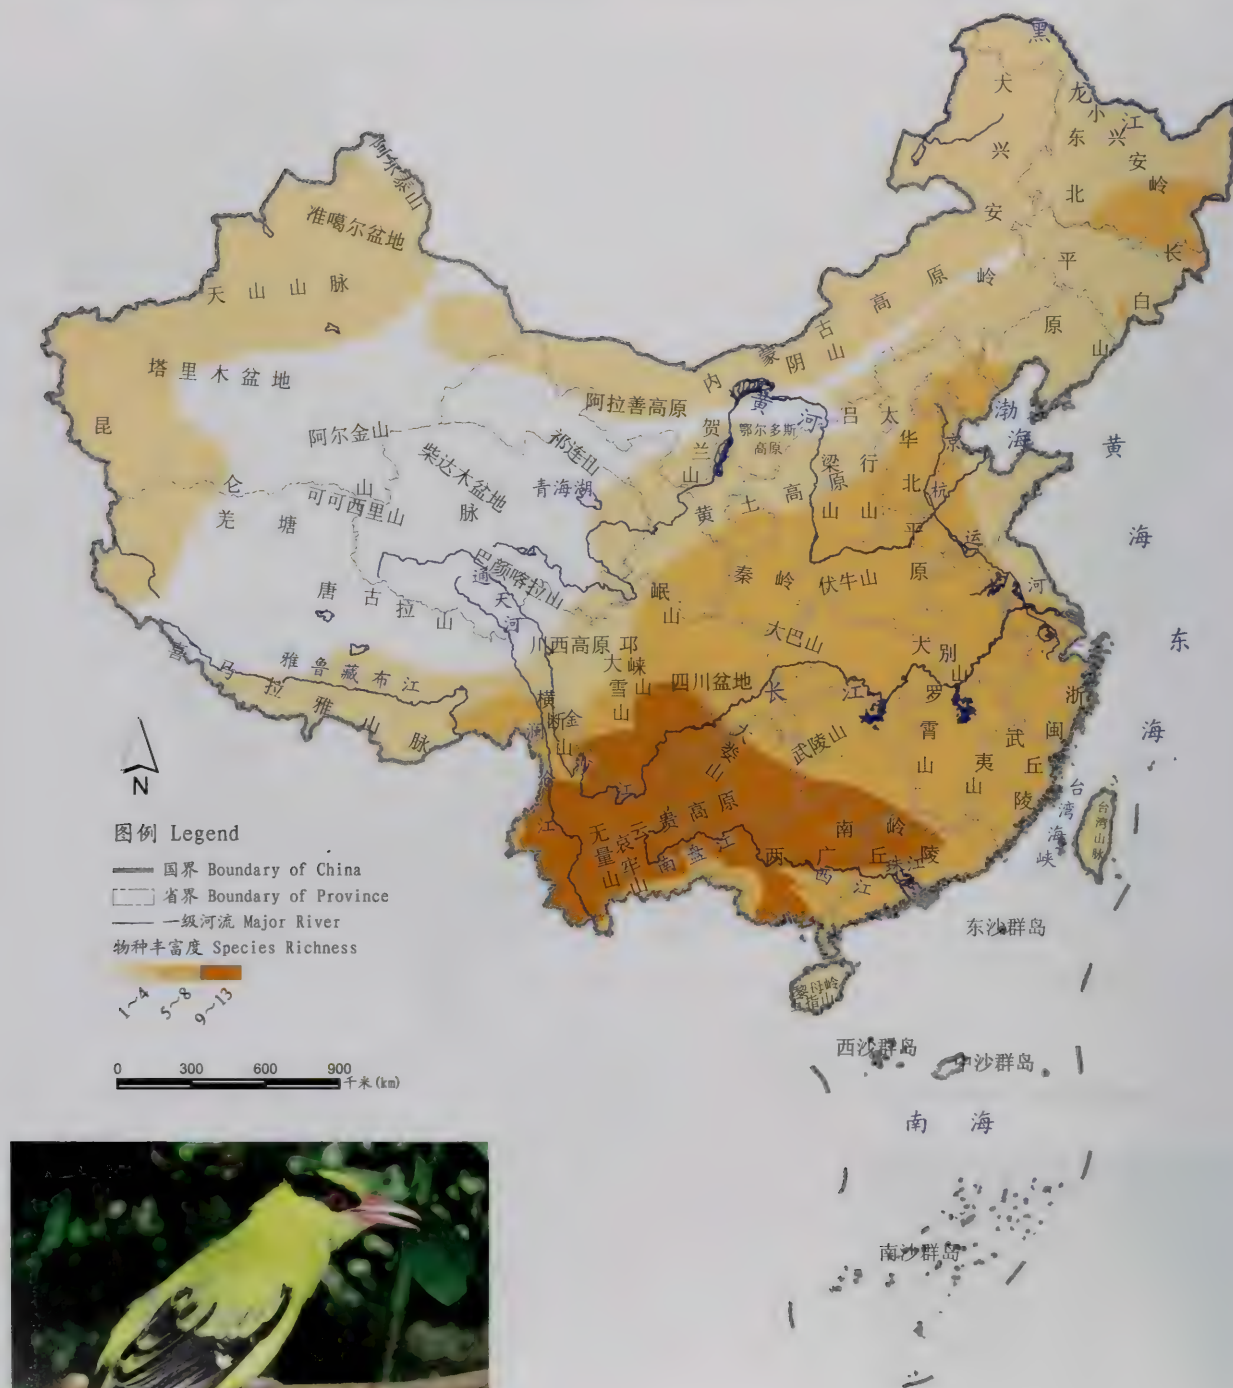 黑龙江
大兴安岭
小兴安岭
东北平原
长白山
阿尔泰山
准噶尔盆地
天山山脉
塔里木盆地
内蒙古高原
阴山
阿拉善高原
贺兰山
黄河
鄂尔多斯
高原
吕梁山
太行山
华北平原
京杭运河
渤海
黄海
昆仑山脉
阿尔金山
祁连山
柴达木盆地
青海湖
可可西里山
羌塘
黄土高原
巴颜喀拉山
通天河
唐古拉山
秦岭
伏牛山
岷山
大巴山
大别山
川西高原
邛崃山
大雪山
四川盆地
长江
喜马拉雅山脉
雅鲁藏布江
横断山
金
江
澜沧江
大娄山
武陵山
罗霄山
武夷山
浙闽丘陵
东海
台湾海峡
台湾山脉
无量山
哀牢山
云贵高原
南盘江
南岭
两广丘陵
珠江
西江
东沙群岛
黎母岭
五指山
西沙群岛
中沙群岛
南海
南沙群岛
N
图例 Legend
国界 Boundary of China
省界 Boundary of Province
一级河流 Major River
物种丰富度 Species Richness
1~4
5~8
9~13
0 300 600 900
千米(km)